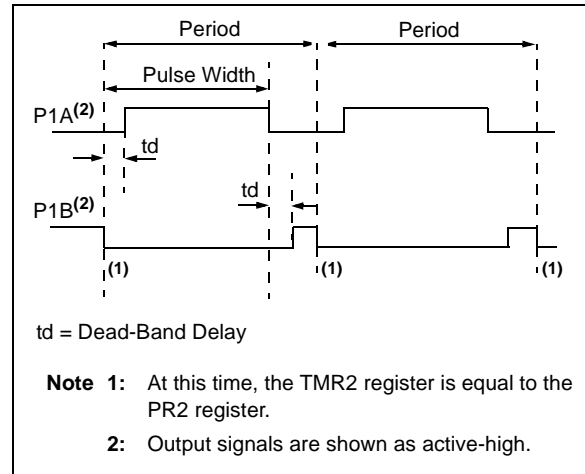 Period Period
Pulse Width
P1A(2)
td
td
P1B(2)
(1) (1) (1)
td = Dead-Band Delay
Note 1: At this time, the TMR2 register is equal to the
PR2 register.
2: Output signals are shown as active-high.